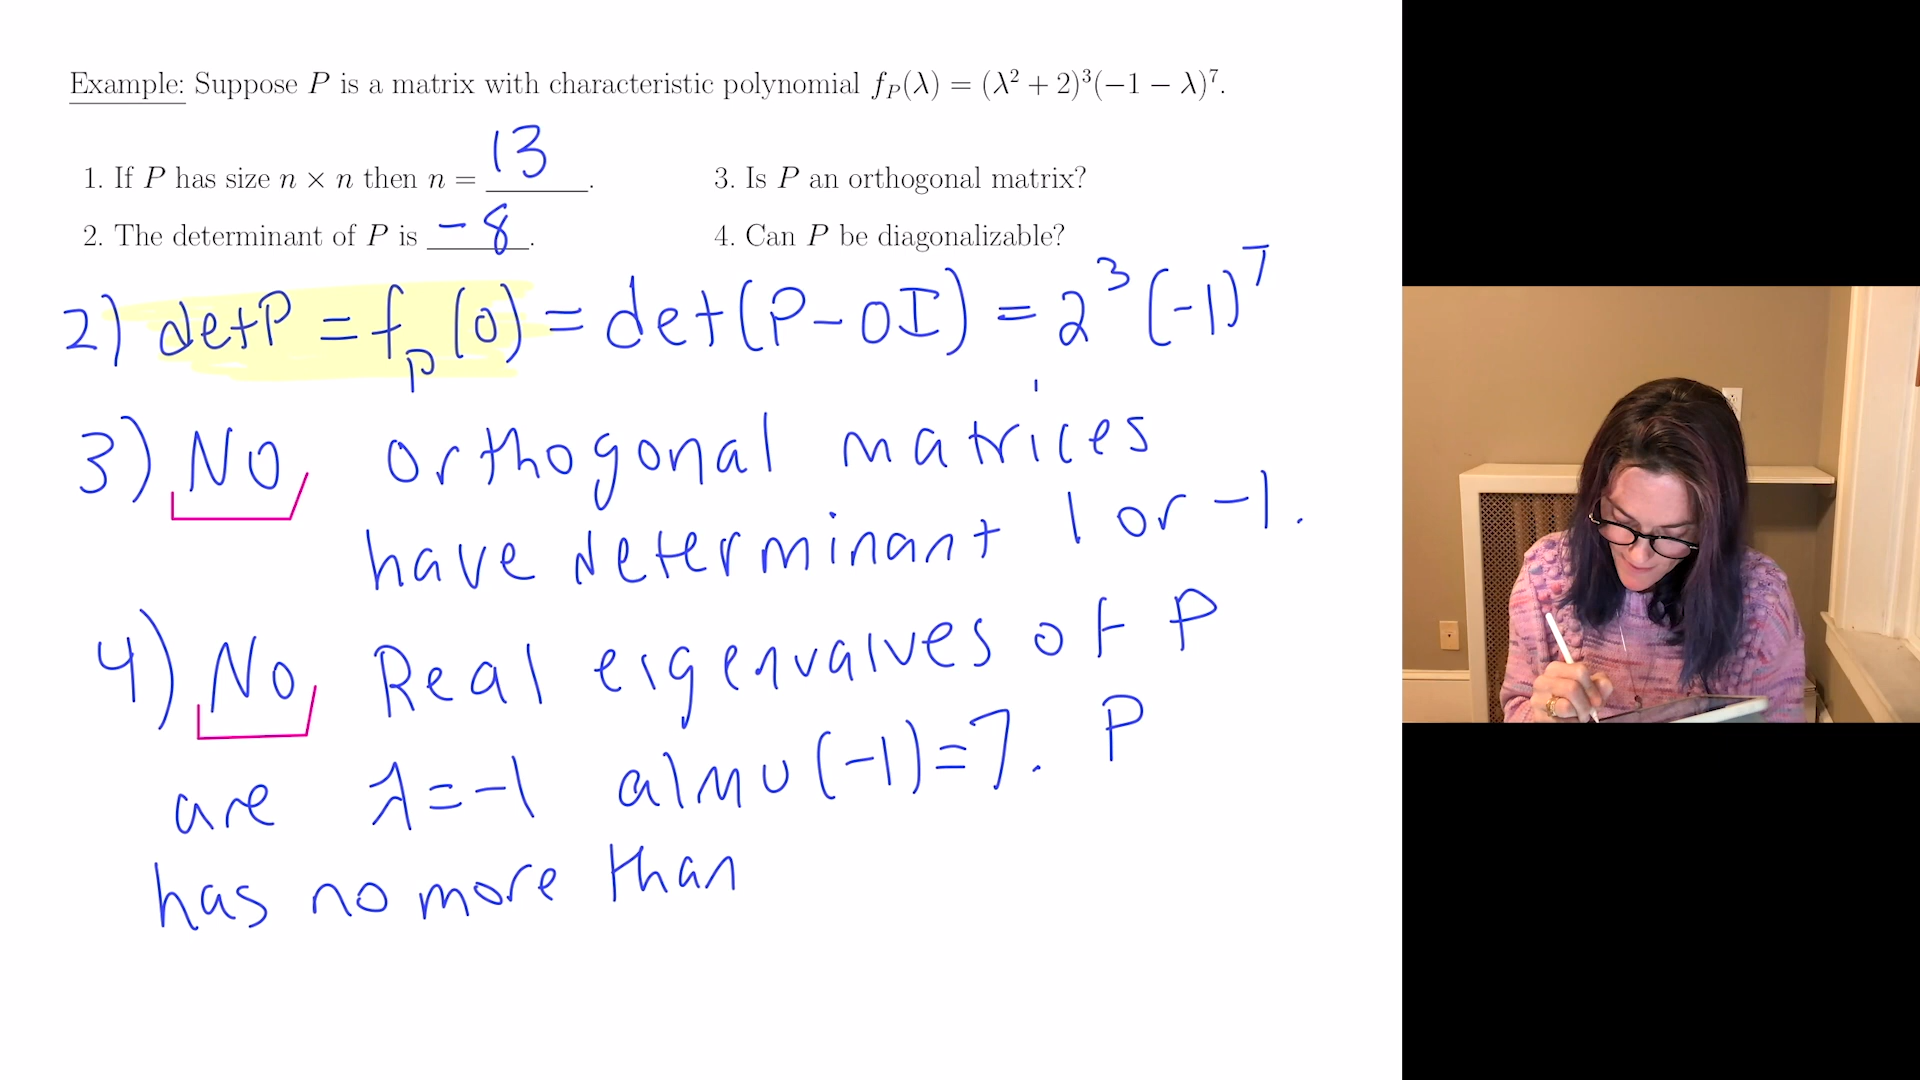 Example: Suppose P is a matrix with characteristic polynomial f_P(λ) = (λ² + 2)³(−1 − λ)⁷.
1. If P has size n × n then n = 13.
2. The determinant of P is -8.
3. Is P an orthogonal matrix?
4. Can P be diagonalizable?
2) det P = f_P(0) = det(P-0I) = 2³(-1)⁷
3) NO, orthogonal matrices
have determinant 1 or -1.
4) No, Real eigenvalves of P
are λ=-1 almu(-1)=7. P
has no more than